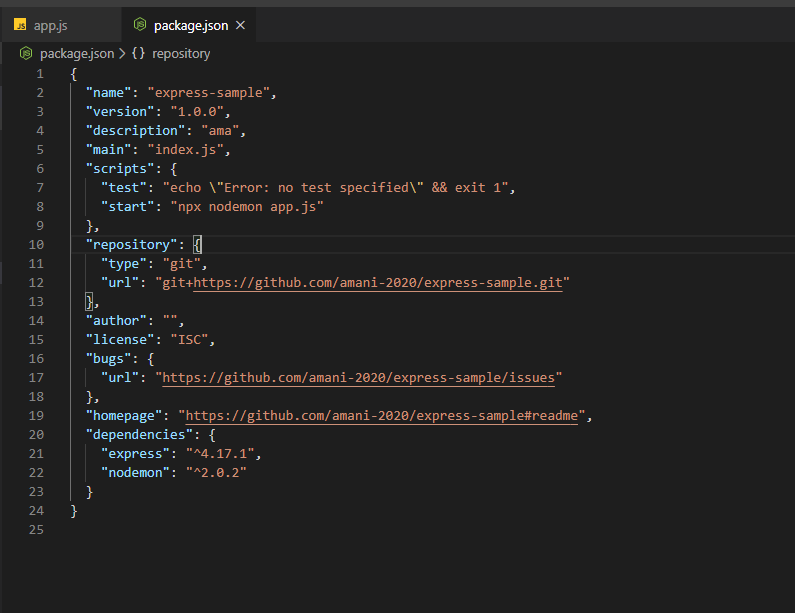 JS app.js
JS package.json ×
JS package.json > {} repository
1 {
2 "name": "express-sample",
3 "version": "1.0.0",
4 "description": "ama",
5 "main": "index.js",
6 "scripts": {
7 "test": "echo \"Error: no test specified\" && exit 1",
8 "start": "npx nodemon app.js"
9 },
10 "repository": {
11 "type": "git",
12 "url": "git+https://github.com/amani-2020/express-sample.git"
13 },
14 "author": "",
15 "license": "ISC",
16 "bugs": {
17 "url": "https://github.com/amani-2020/express-sample/issues"
18 },
19 "homepage": "https://github.com/amani-2020/express-sample#readme",
20 "dependencies": {
21 "express": "^4.17.1",
22 "nodemon": "^2.0.2"
23 }
24 }
25